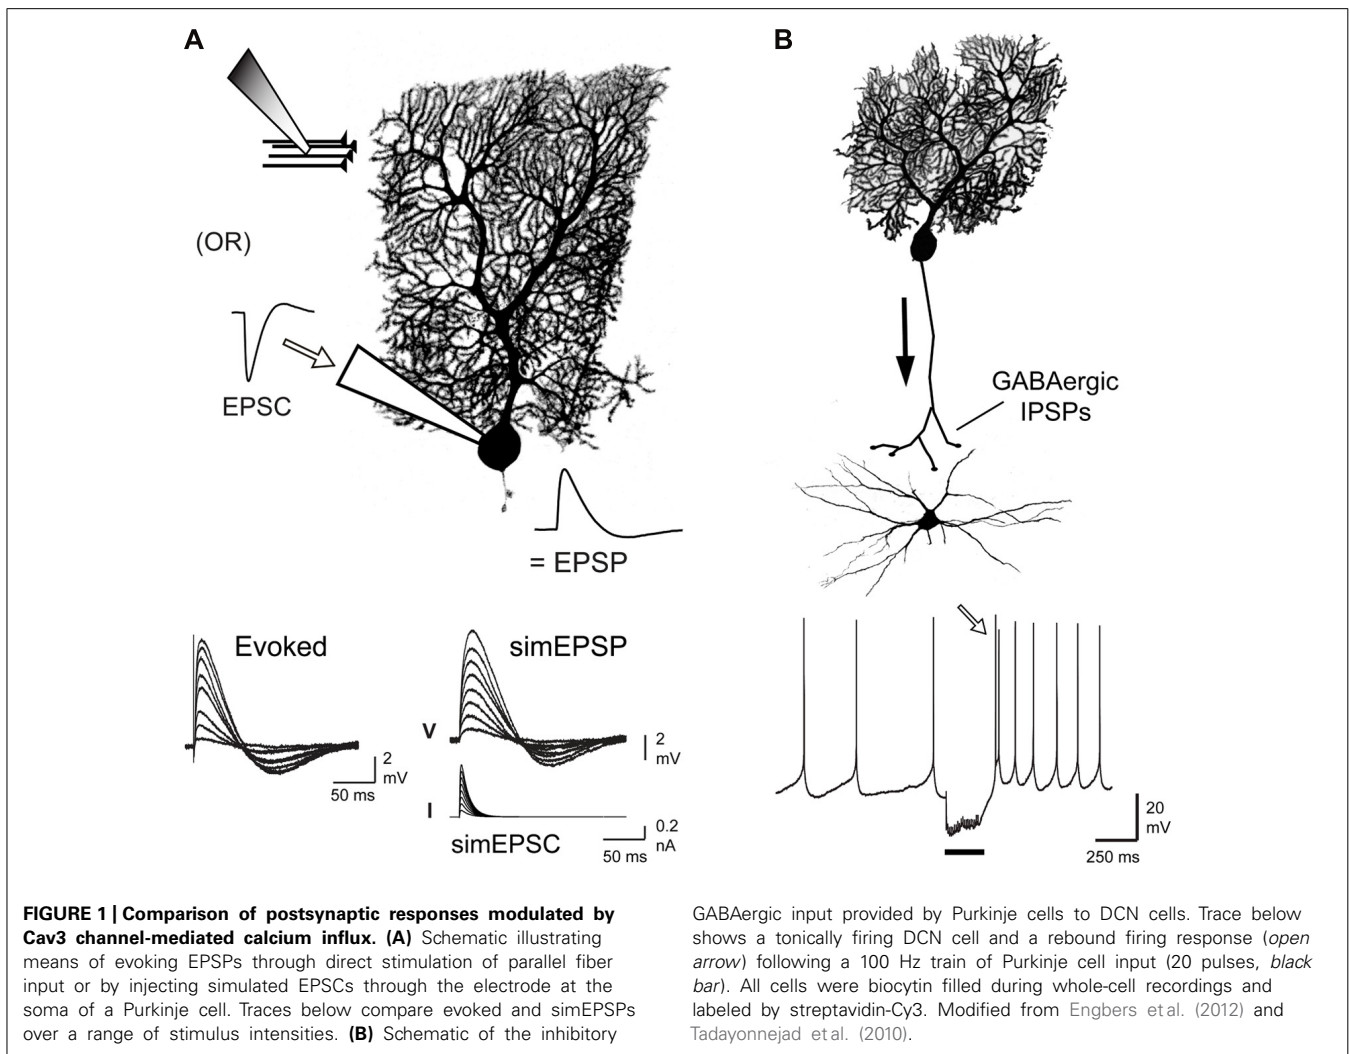 A
(OR)
EPSC
= EPSP
Evoked
2
mV
50 ms
simEPSP
V
2
mV
I
simEPSC
0.2
nA
50 ms
B
GABAergic
IPSPs
20
mV
250 ms
FIGURE 1 | Comparison of postsynaptic responses modulated by
Cav3 channel-mediated calcium influx. (A) Schematic illustrating
means of evoking EPSPs through direct stimulation of parallel fiber
input or by injecting simulated EPSCs through the electrode at the
soma of a Purkinje cell. Traces below compare evoked and simEPSPs
over a range of stimulus intensities. (B) Schematic of the inhibitory
GABAergic input provided by Purkinje cells to DCN cells. Trace below
shows a tonically firing DCN cell and a rebound firing response (open
arrow) following a 100 Hz train of Purkinje cell input (20 pulses, black
bar). All cells were biocytin filled during whole-cell recordings and
labeled by streptavidin-Cy3. Modified from Engbers et al. (2012) and
Tadayonnejad et al. (2010).